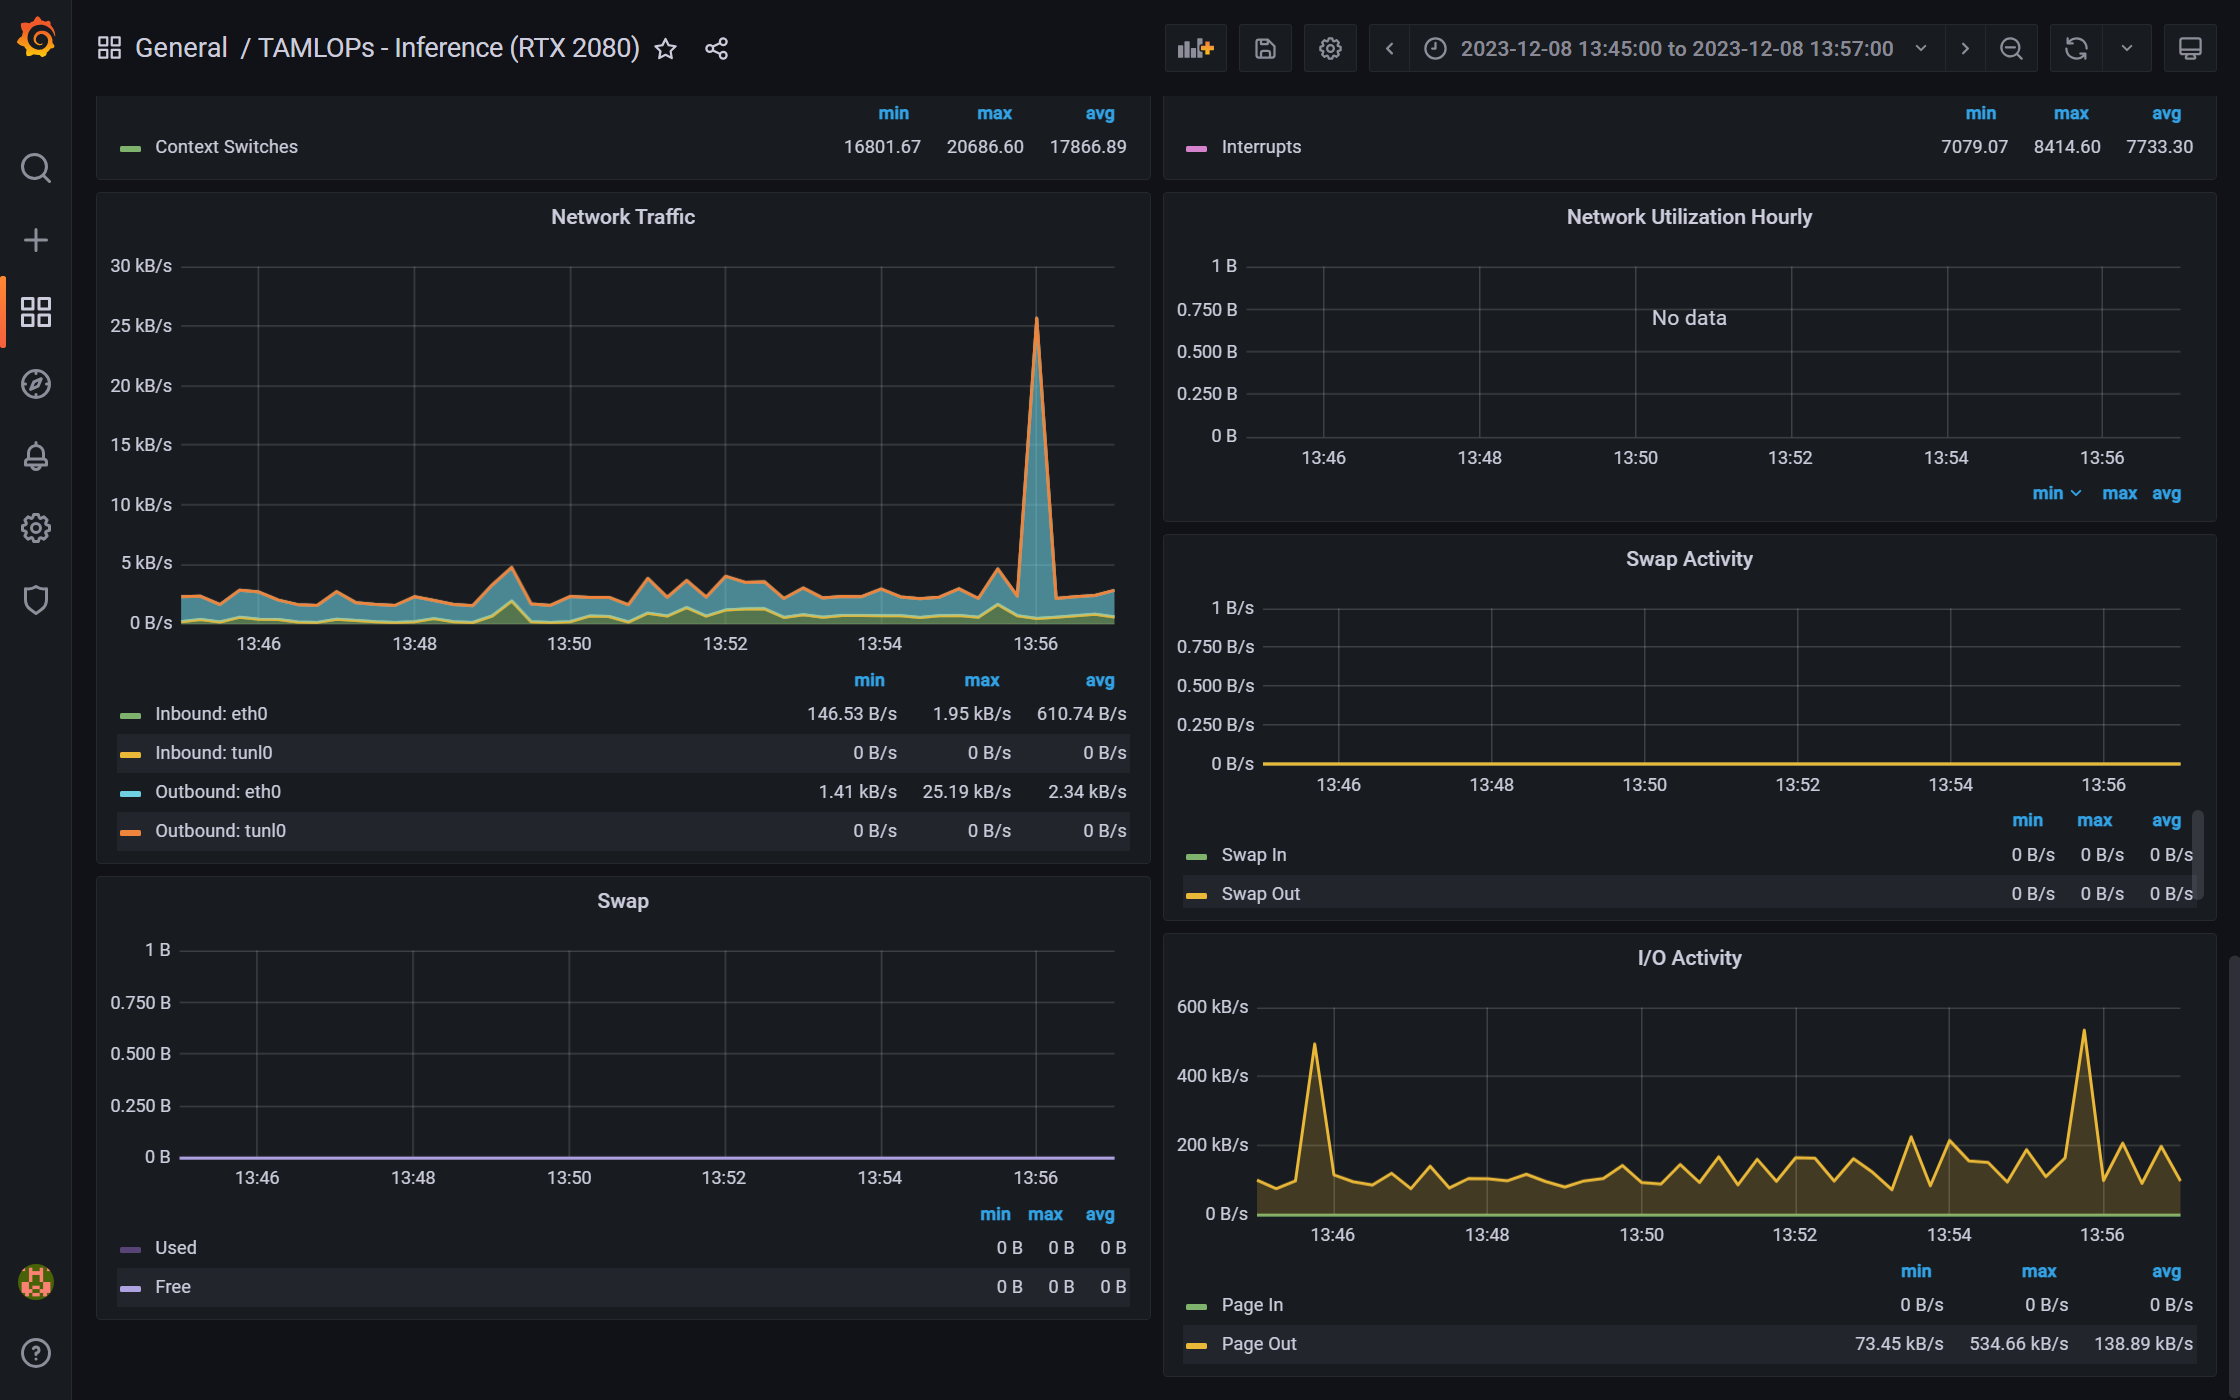 General / TAMLOPs - Inference (RTX 2080)
2023-12-08 13:45:00 to 2023-12-08 13:57:00
min max avg
Context Switches 16801.67 20686.60 17866.89
min max avg
Interrupts 7079.07 8414.60 7733.30
Network Traffic
30 kB/s
25 kB/s
20 kB/s
15 kB/s
10 kB/s
5 kB/s
0 B/s
13:46 13:48 13:50 13:52 13:54 13:56
min max avg
Inbound: eth0 146.53 B/s 1.95 kB/s 610.74 B/s
Inbound: tunl0 0 B/s 0 B/s 0 B/s
Outbound: eth0 1.41 kB/s 25.19 kB/s 2.34 kB/s
Outbound: tunl0 0 B/s 0 B/s 0 B/s
Network Utilization Hourly
1 B
0.750 B
No data
0.500 B
0.250 B
0 B
13:46 13:48 13:50 13:52 13:54 13:56
min max avg
Swap Activity
1 B/s
0.750 B/s
0.500 B/s
0.250 B/s
0 B/s
13:46 13:48 13:50 13:52 13:54 13:56
min max avg
Swap In 0 B/s 0 B/s 0 B/s
Swap Out 0 B/s 0 B/s 0 B/s
Swap
1 B
0.750 B
0.500 B
0.250 B
0 B
13:46 13:48 13:50 13:52 13:54 13:56
min max avg
Used 0 B 0 B 0 B
Free 0 B 0 B 0 B
I/O Activity
600 kB/s
400 kB/s
200 kB/s
0 B/s
13:46 13:48 13:50 13:52 13:54 13:56
min max avg
Page In 0 B/s 0 B/s 0 B/s
Page Out 73.45 kB/s 534.66 kB/s 138.89 kB/s